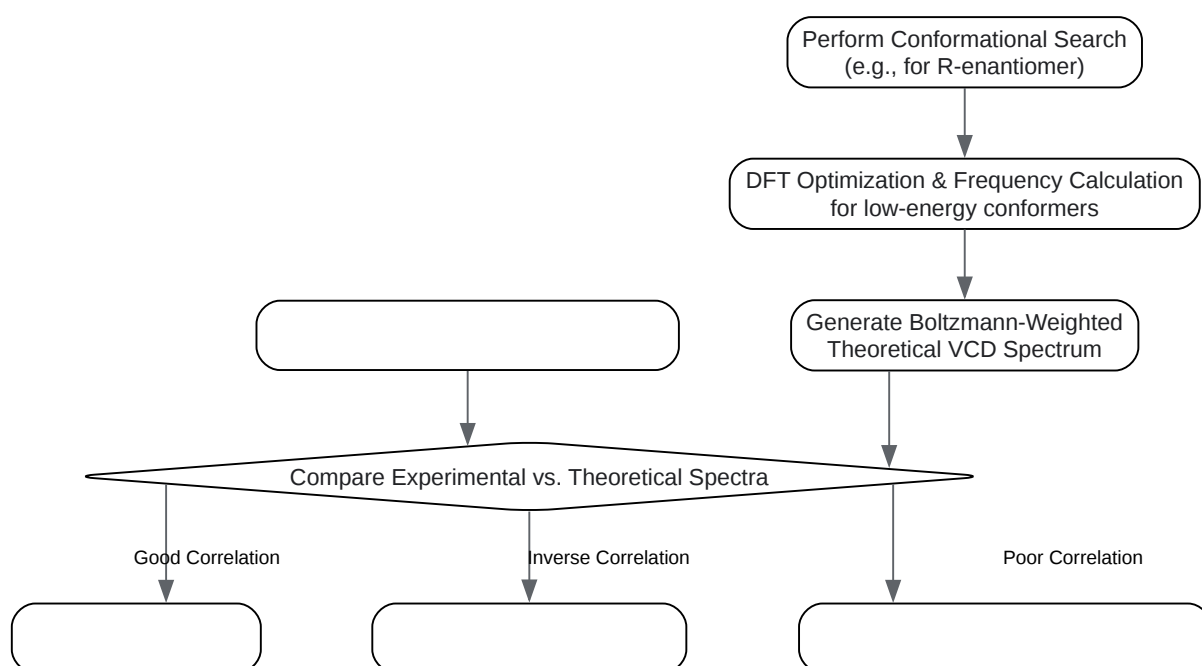 Perform Conformational Search
(e.g., for R-enantiomer)
DFT Optimization & Frequency Calculation
for low-energy conformers
Generate Boltzmann-Weighted
Theoretical VCD Spectrum
Compare Experimental vs. Theoretical Spectra
Good Correlation
Inverse Correlation
Poor Correlation